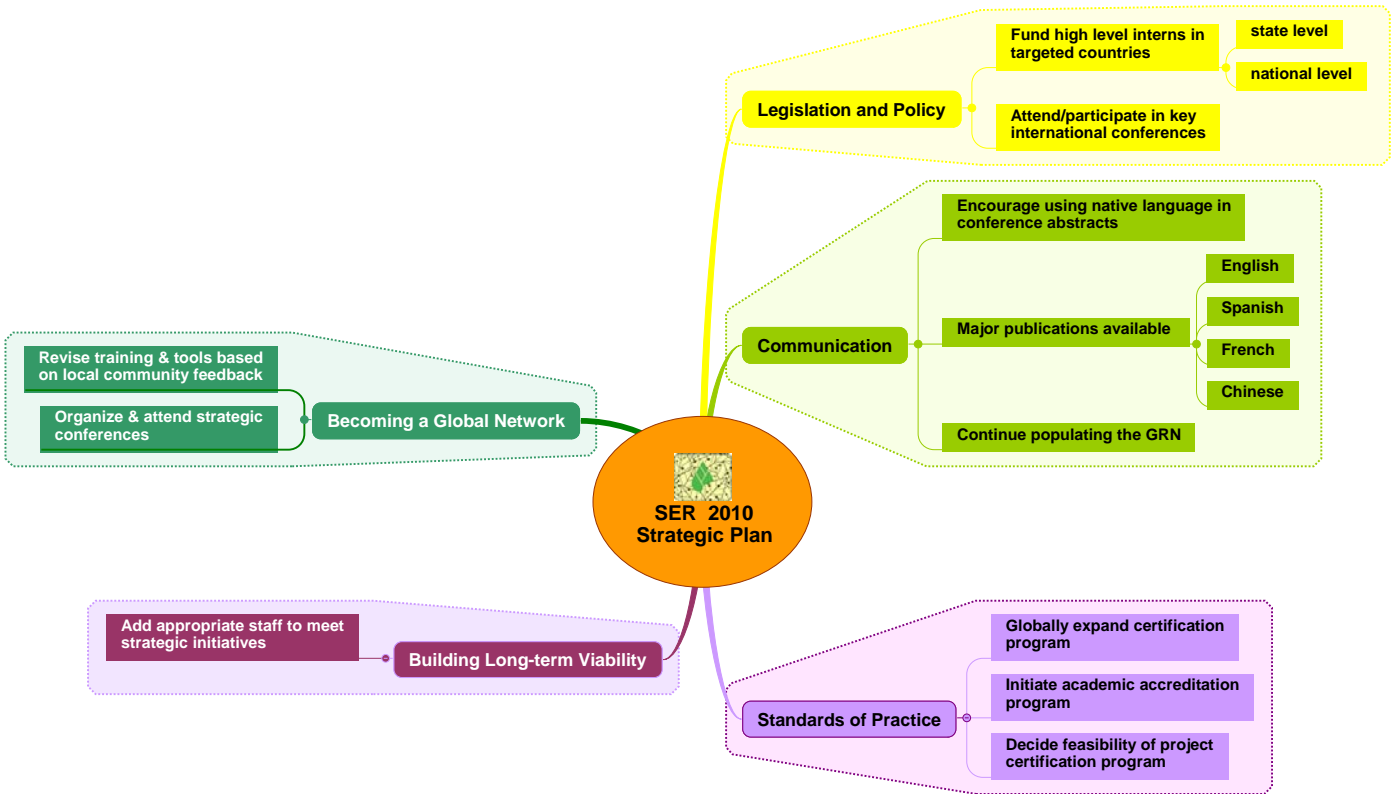 SER 2010
Strategic Plan
Legislation and Policy
Fund high level interns in
targeted countries
state level
national level
Attend/participate in key
international conferences
Communication
Encourage using native language in
conference abstracts
Major publications available
English
Spanish
French
Chinese
Continue populating the GRN
Standards of Practice
Globally expand certification
program
Initiate academic accreditation
program
Decide feasibility of project
certification program
Building Long-term Viability
Add appropriate staff to meet
strategic initiatives
Becoming a Global Network
Revise training & tools based
on local community feedback
Organize & attend strategic
conferences